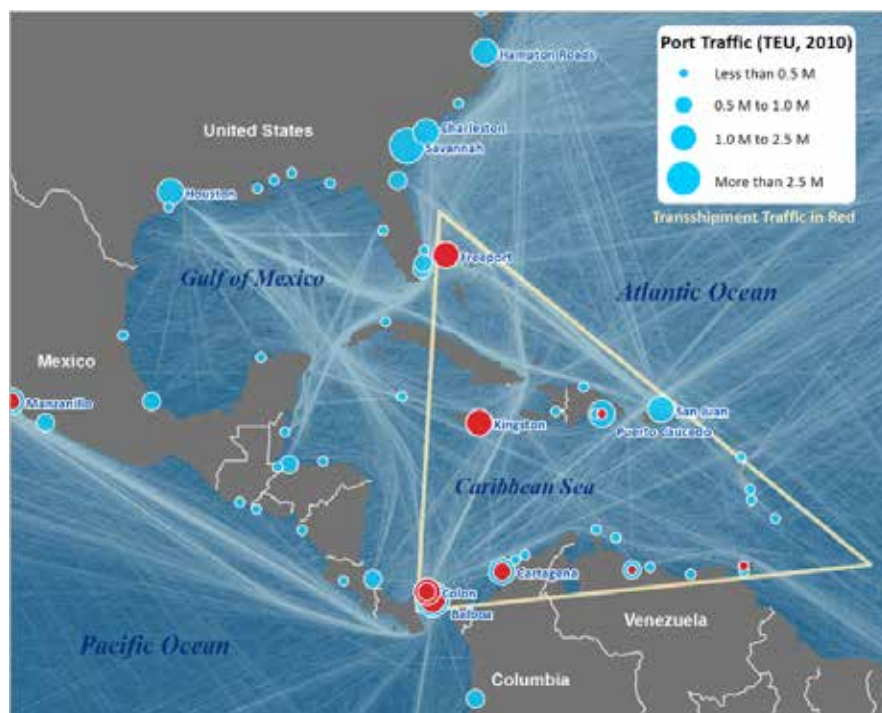 Port Traffic (TEU, 2010)
Less than 0.5 M
0.5 M to 1.0 M
1.0 M to 2.5 M
More than 2.5 M
Transshipment Traffic in Red
Hampton Roads
United States
Charleston
Savannah
Houston
Freeport
Gulf of Mexico
Atlantic Ocean
Mexico
Manzanillo
San Juan
Kingston
Puerto Caucedo
Caribbean Sea
Cartagena
Colon
Balboa
Venezuela
Pacific Ocean
Columbia